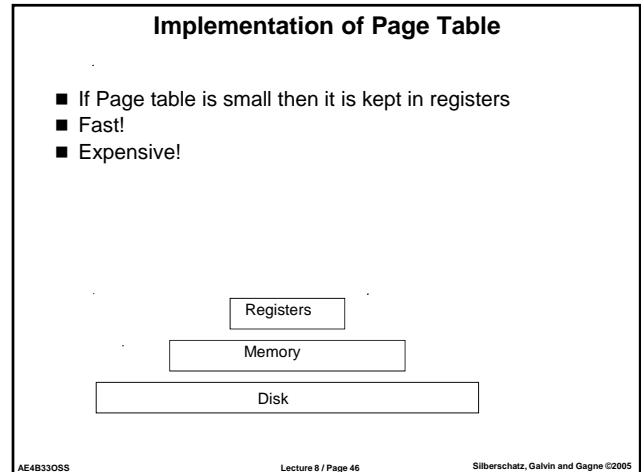 Implementation of Page Table
■ If Page table is small then it is kept in registers
■ Fast!
■ Expensive!
Registers
Memory
Disk
AE4B33OSS
Lecture 8 / Page 46
Silberschatz, Galvin and Gagne ©2005